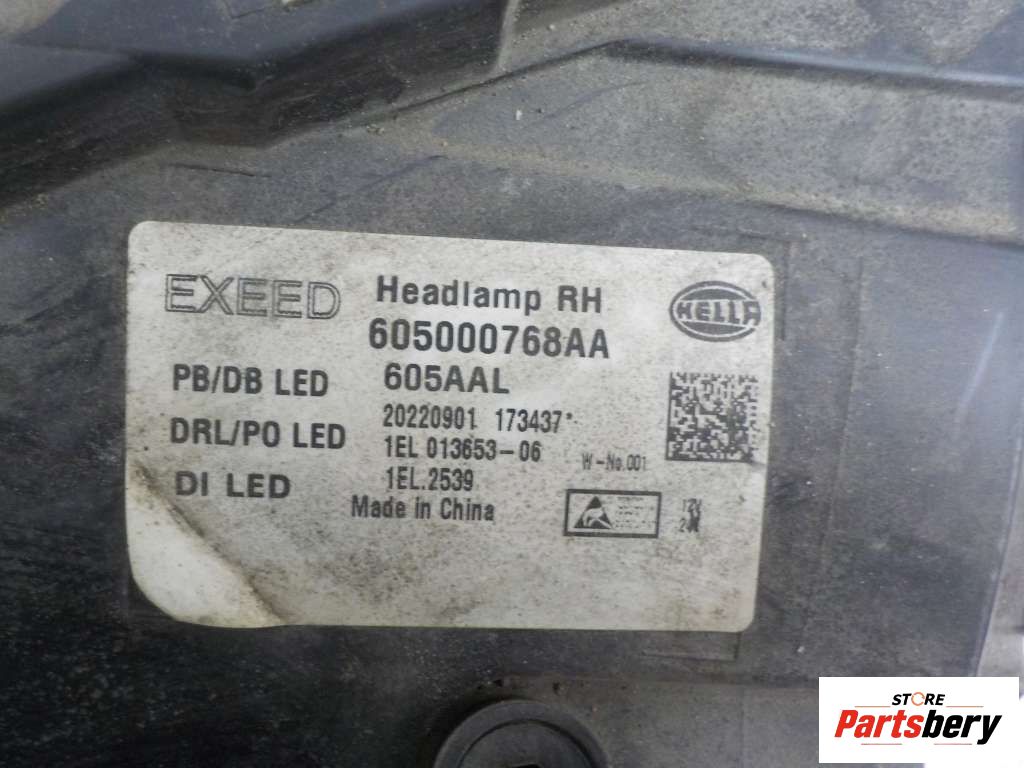 EXEED Headlamp RH HELLA
605000768AA
PB/DB LED 605AAL
20220901 173437*
DRL/PO LED 1EL 013653-06
W-No.001
DI LED 1EL.2539
Made in China
12V
STORE
Partsbery